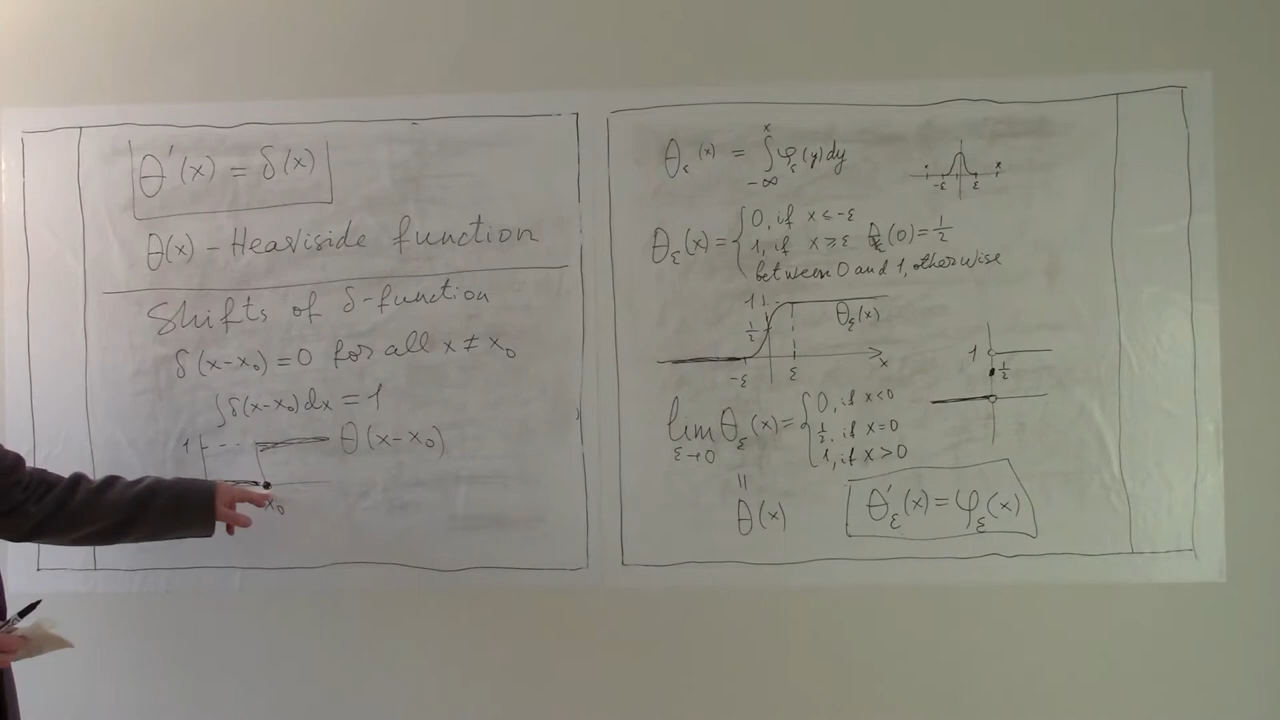 θ'(x) = δ(x)
θ(x) - Heaviside function
Shifts of δ-function
δ(x-x₀) = 0 for all x ≠ x₀
∫δ(x-x₀)dx = 1
1 θ(x-x₀)
x₀
θ_ε(x) = ∫_{-∞}^{x} φ_ε(y)dy
x -ε ε x
θ_ε(x) = { 0, if x ≤ -ε
1, if x ≥ ε θ_ε(0) = 1/2
between 0 and 1, otherwise
1 θ_ε(x)
1/2
-ε ε x
1
1/2
lim_{ε→0} θ_ε(x) = { 0, if x<0
1/2, if x=0
1, if x>0
=
θ(x)
θ'_ε(x) = φ_ε(x)